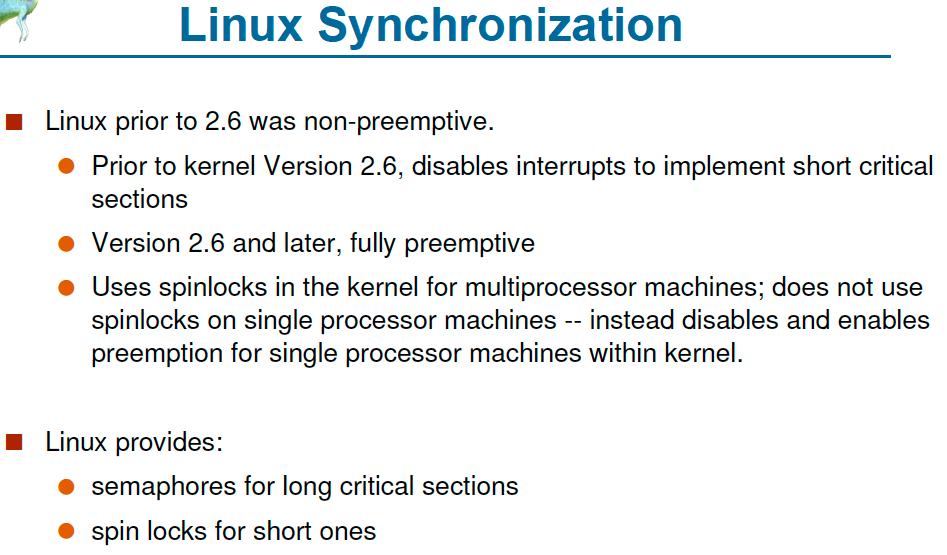 Linux Synchronization
Linux prior to 2.6 was non-preemptive.
Prior to kernel Version 2.6, disables interrupts to implement short critical
sections
Version 2.6 and later, fully preemptive
Uses spinlocks in the kernel for multiprocessor machines; does not use
spinlocks on single processor machines -- instead disables and enables
preemption for single processor machines within kernel.
Linux provides:
semaphores for long critical sections
spin locks for short ones